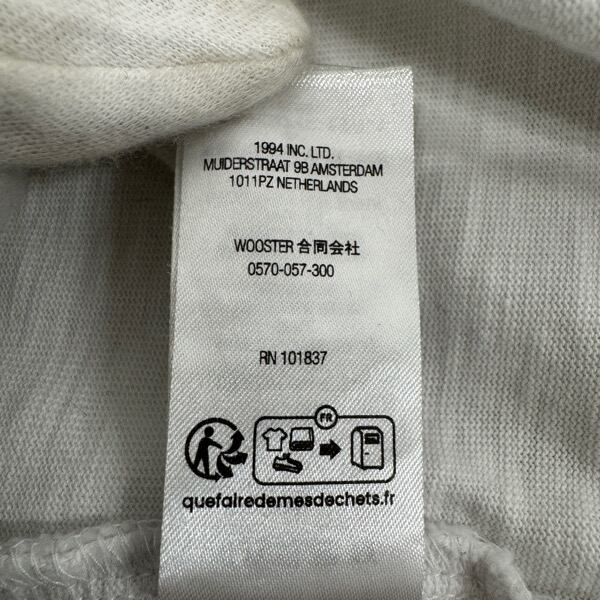 1994 INC. LTD.
MUIDERSTRAAT 9B AMSTERDAM
1011PZ NETHERLANDS
WOOSTER 合同会社
0570-057-300
RN 101837
FR
quefairedemesdechets.fr